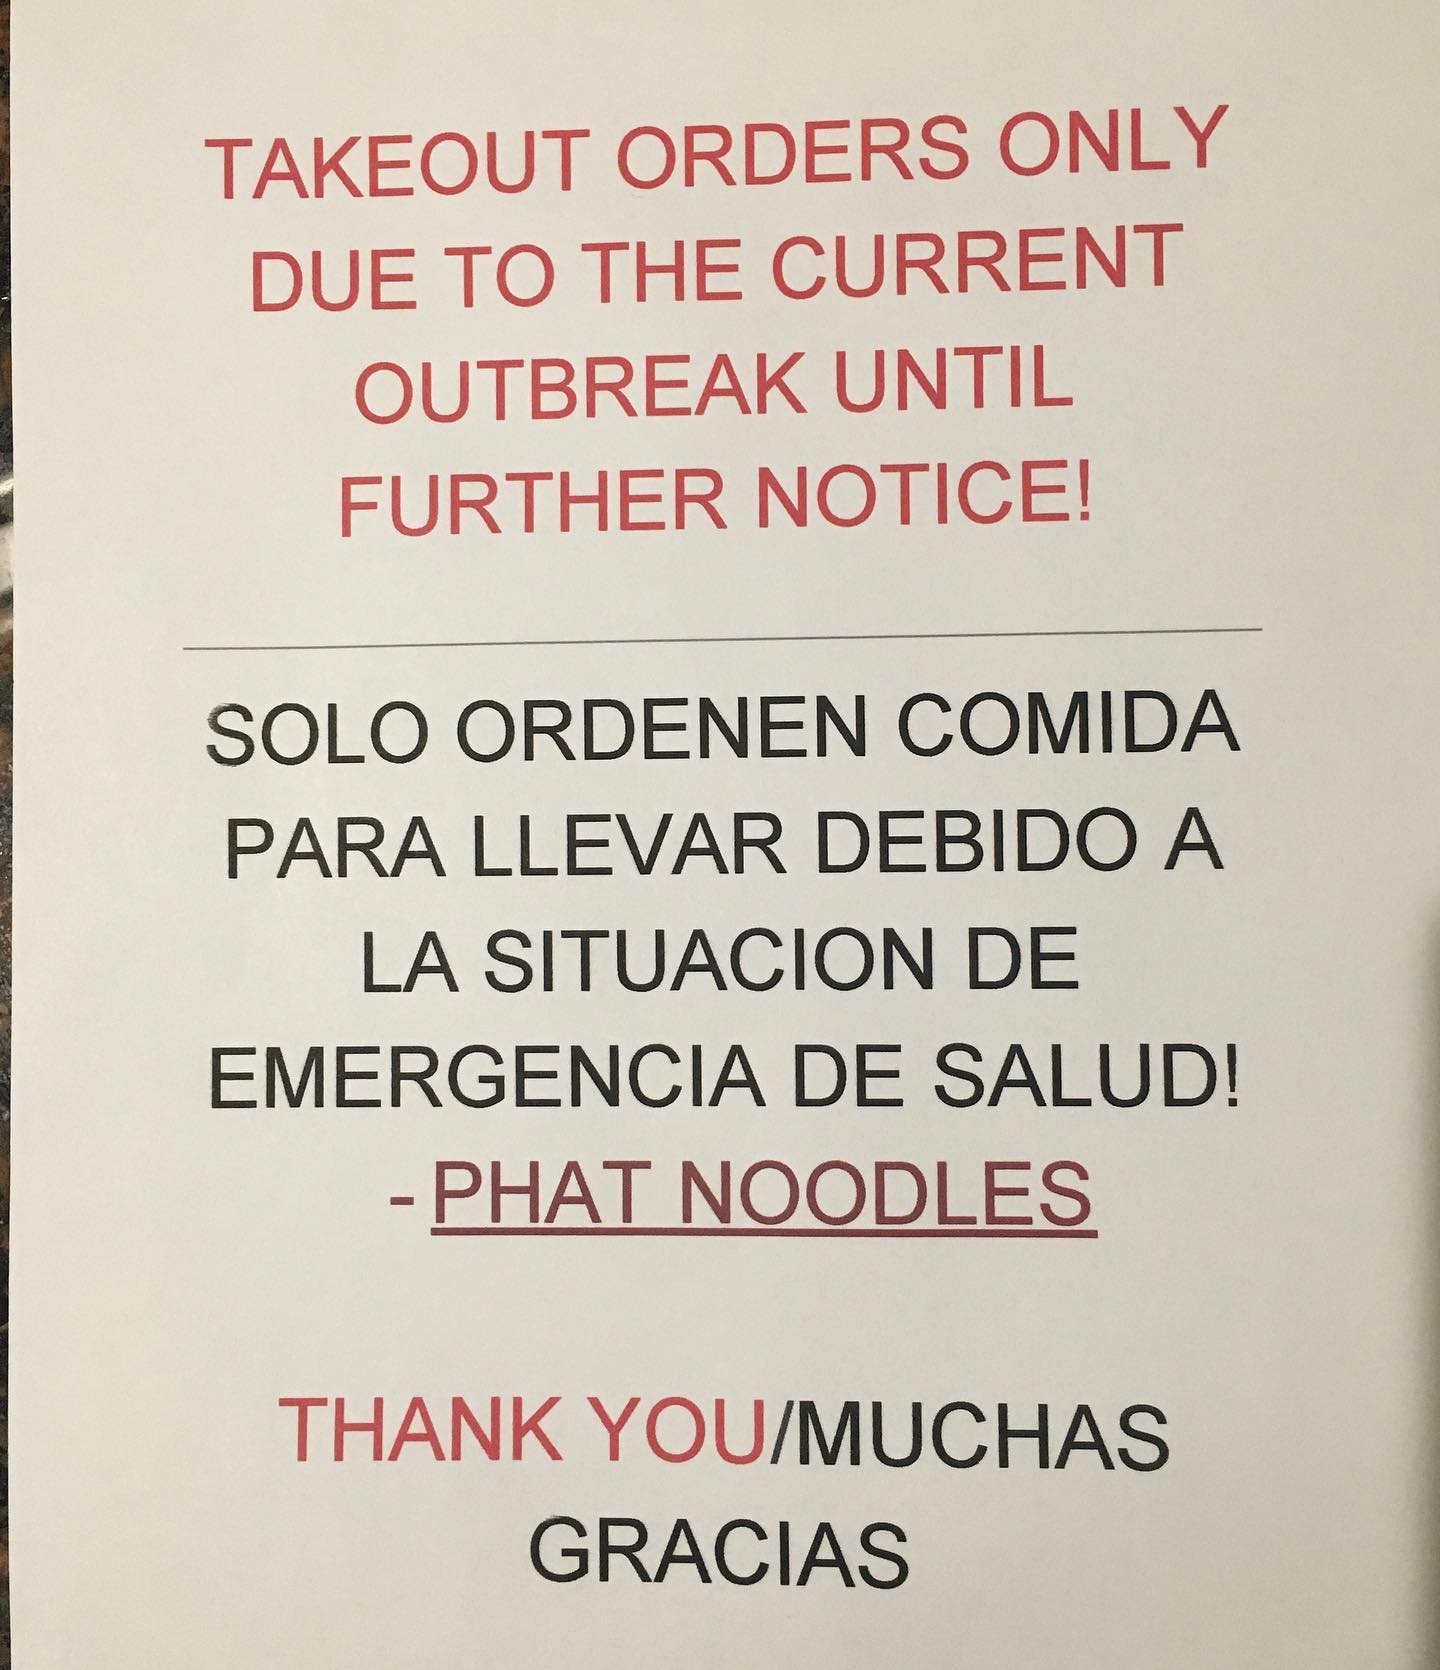 TAKEOUT ORDERS ONLY
DUE TO THE CURRENT
OUTBREAK UNTIL
FURTHER NOTICE!
SOLO ORDENEN COMIDA
PARA LLEVAR DEBIDO A
LA SITUACION DE
EMERGENCIA DE SALUD!
- PHAT NOODLES
THANK YOU/MUCHAS
GRACIAS